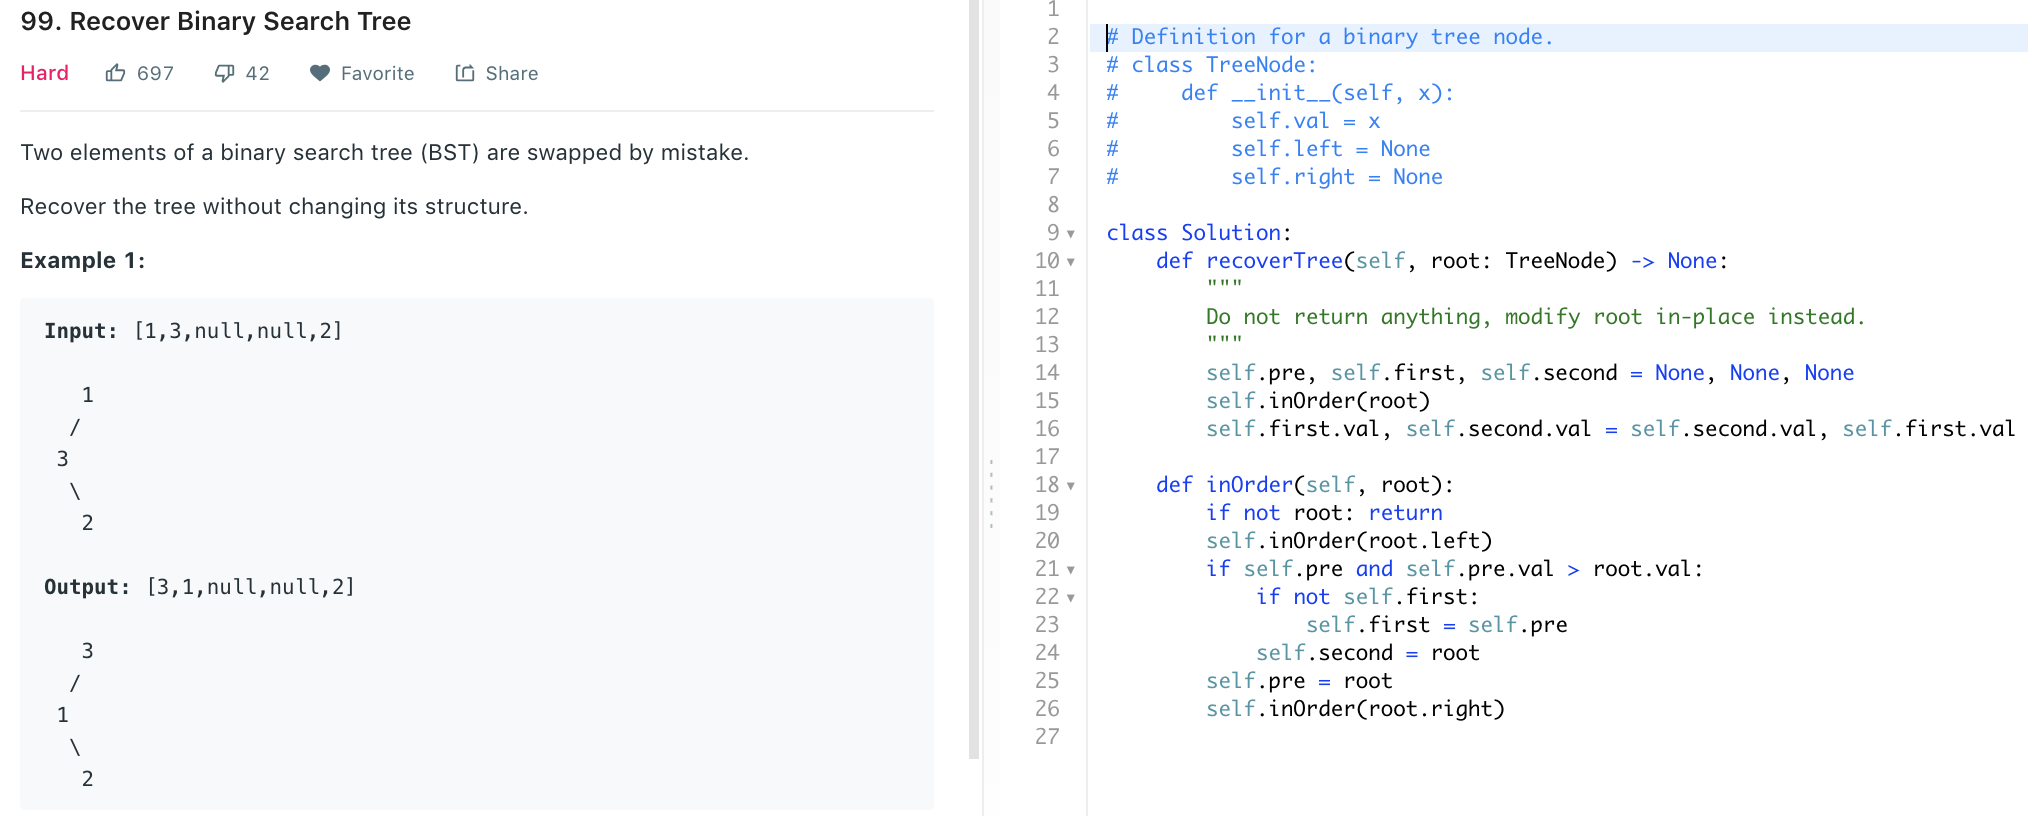 99. Recover Binary Search Tree
Hard 697 42 Favorite Share
Two elements of a binary search tree (BST) are swapped by mistake.
Recover the tree without changing its structure.
Example 1:
Input: [1,3,null,null,2]
   1
  /
 3
  \
   2
Output: [3,1,null,null,2]
   3
  /
 1
  \
   2
1
2 # Definition for a binary tree node.
3 # class TreeNode:
4 #     def __init__(self, x):
5 #         self.val = x
6 #         self.left = None
7 #         self.right = None
8
9 class Solution:
10     def recoverTree(self, root: TreeNode) -> None:
11         """
12         Do not return anything, modify root in-place instead.
13         """
14         self.pre, self.first, self.second = None, None, None
15         self.inOrder(root)
16         self.first.val, self.second.val = self.second.val, self.first.val
17
18     def inOrder(self, root):
19         if not root: return
20         self.inOrder(root.left)
21         if self.pre and self.pre.val > root.val:
22             if not self.first:
23                 self.first = self.pre
24             self.second = root
25         self.pre = root
26         self.inOrder(root.right)
27